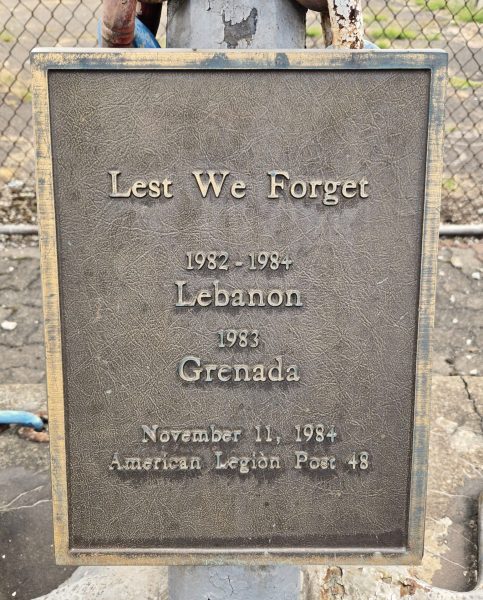 Lest We Forget
1982 - 1984
Lebanon
1983
Grenada
November 11, 1984
American Legion Post 48